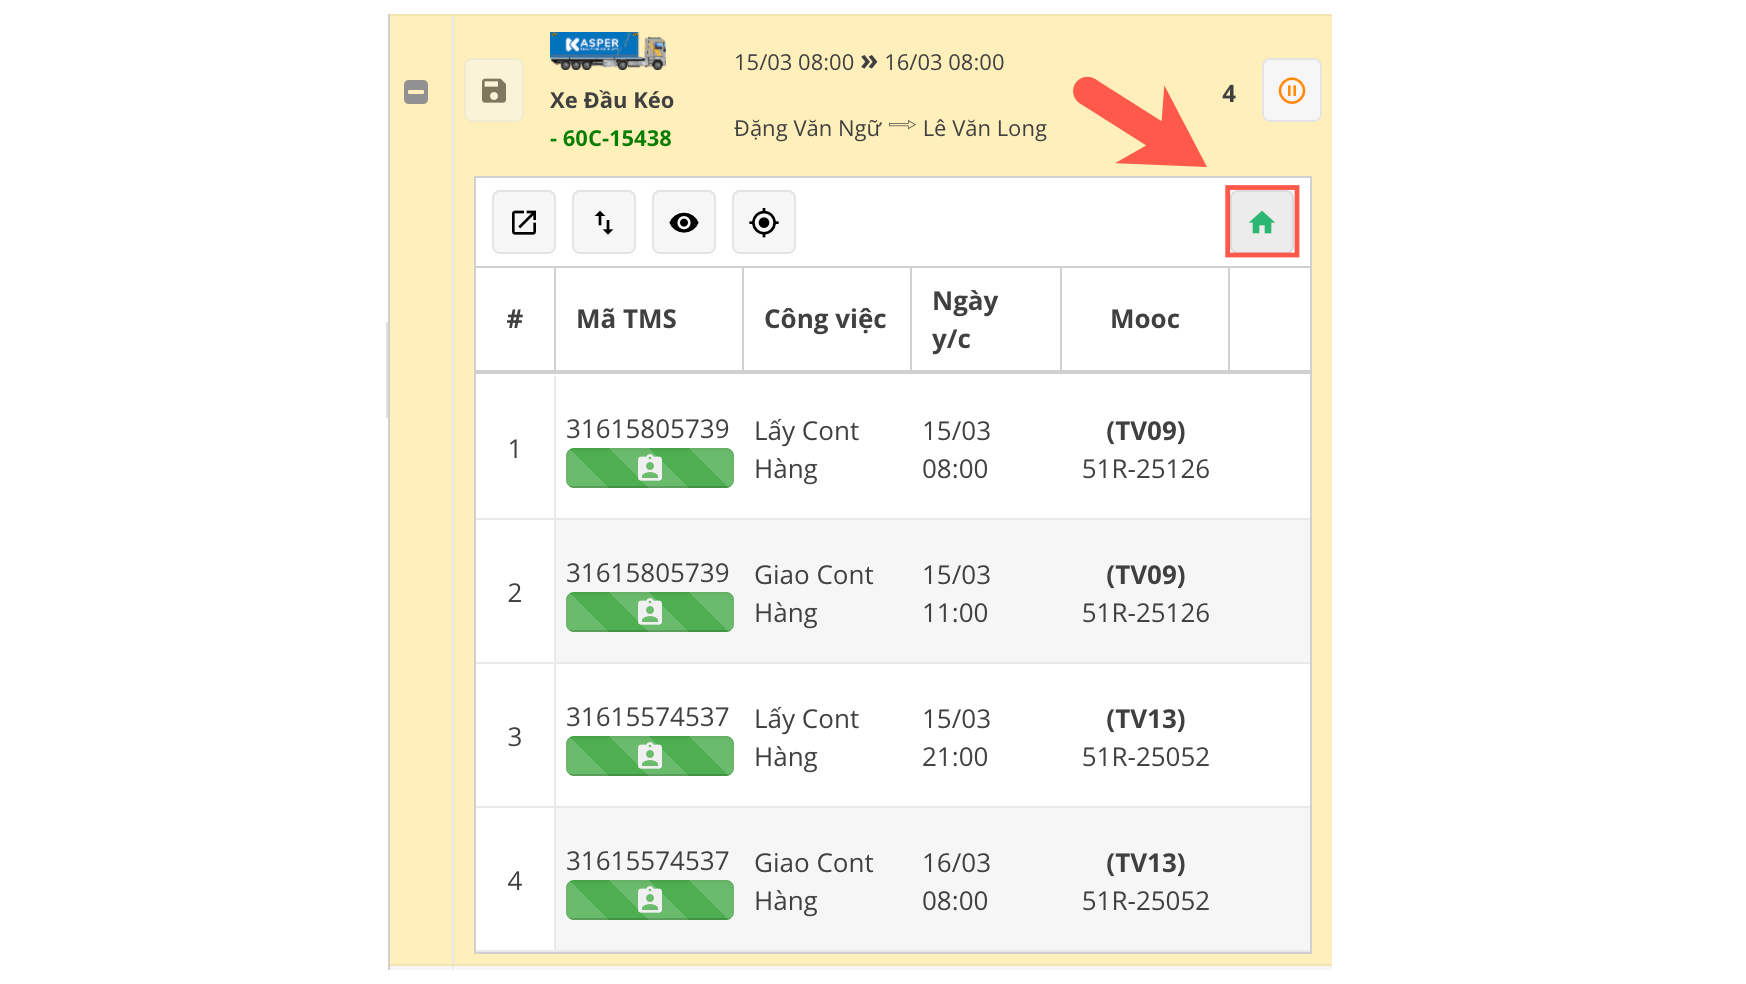 KASPER
15/03 08:00 » 16/03 08:00
Xe Đầu Kéo
- 60C-15438
Đặng Văn Ngữ ⟹ Lê Văn Long
4
# Mã TMS Công việc Ngày y/c Mooc
1
31615805739
Lấy Cont
Hàng
15/03
08:00
(TV09)
51R-25126
2
31615805739
Giao Cont
Hàng
15/03
11:00
(TV09)
51R-25126
3
31615574537
Lấy Cont
Hàng
15/03
21:00
(TV13)
51R-25052
4
31615574537
Giao Cont
Hàng
16/03
08:00
(TV13)
51R-25052